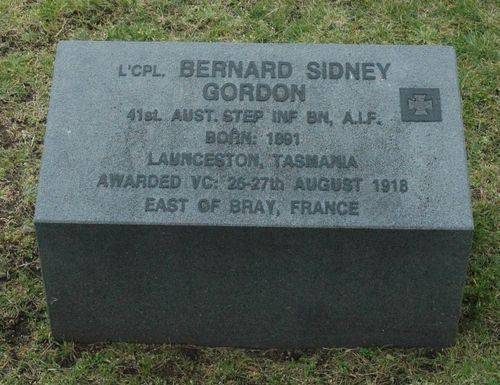 L'CPL. BERNARD SIDNEY
GORDON
41st. AUST. STEP INF BN, A.I.F.
BORN: 1891
LAUNCESTON, TASMANIA
AWARDED VC: 26-27th AUGUST 1918
EAST OF BRAY, FRANCE